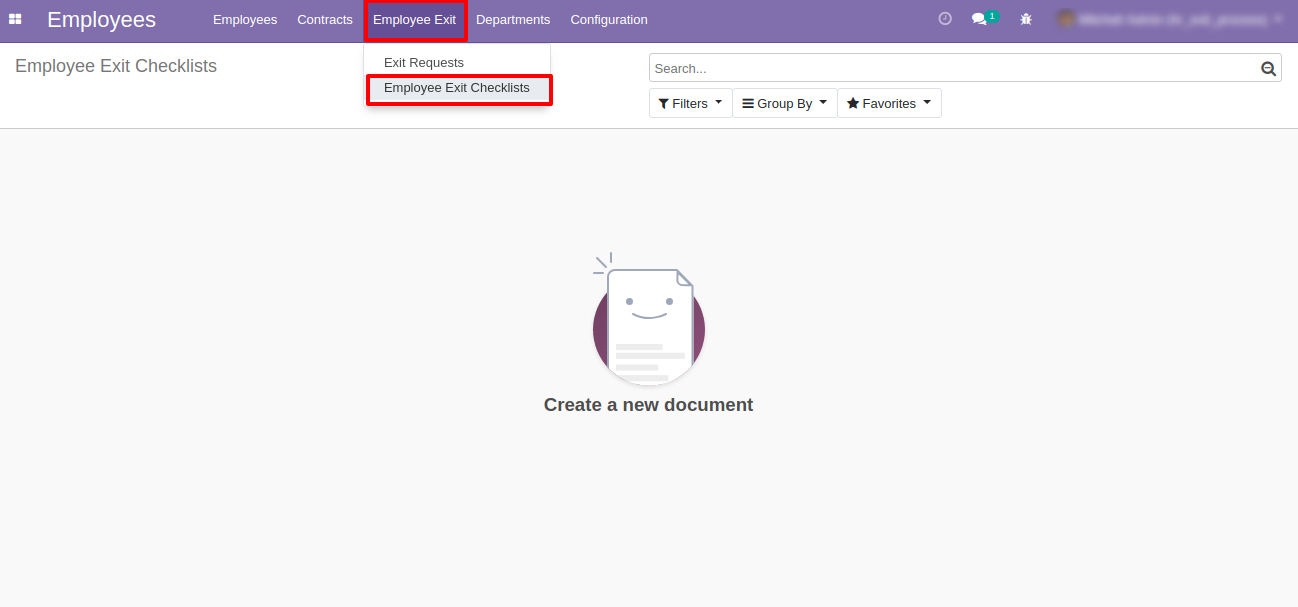 Employees Employees Contracts Employee Exit Departments Configuration 1
Employee Exit Checklists
Exit Requests
Employee Exit Checklists
Search...
Filters Group By Favorites
Create a new document